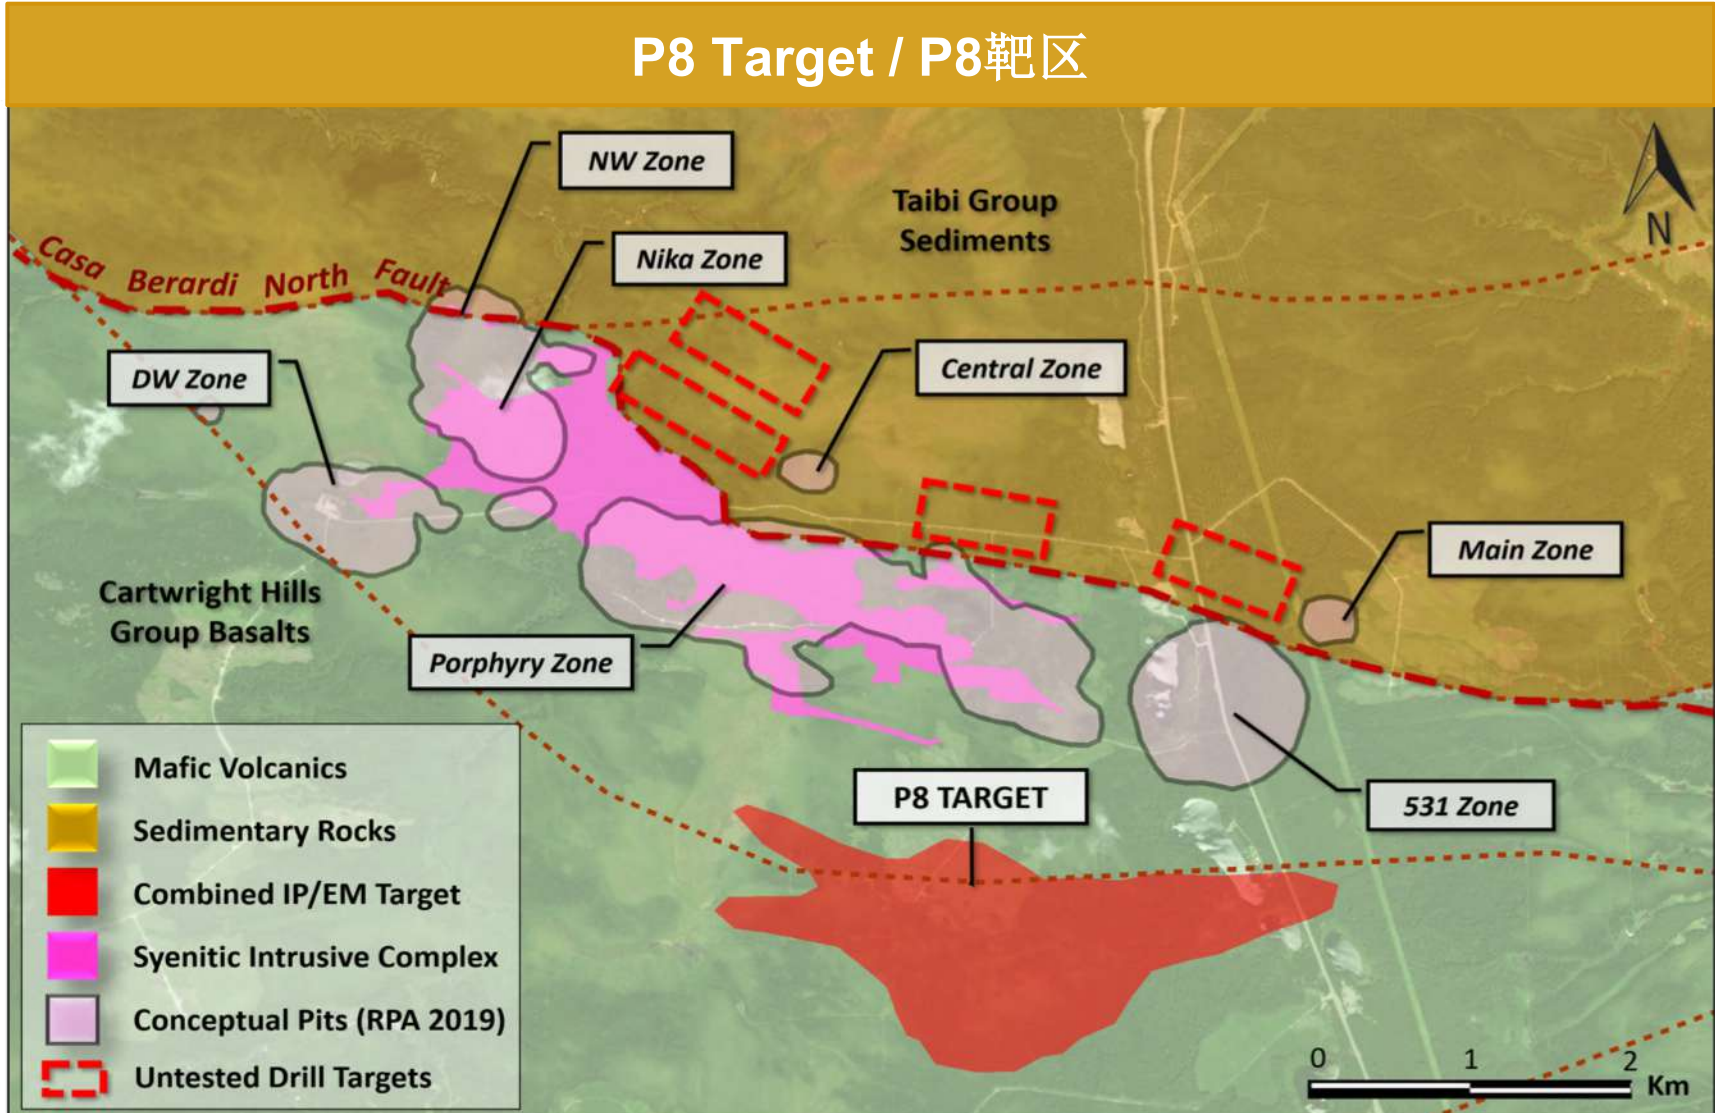 P8 Target / P8靶区
NW Zone
Taibi Group
Sediments
N
Casa Berardi North Fault
Nika Zone
DW Zone
Central Zone
Main Zone
Cartwright Hills
Group Basalts
Porphyry Zone
P8 TARGET
531 Zone
Mafic Volcanics
Sedimentary Rocks
Combined IP/EM Target
Syenitic Intrusive Complex
Conceptual Pits (RPA 2019)
Untested Drill Targets
0 1 2
Km